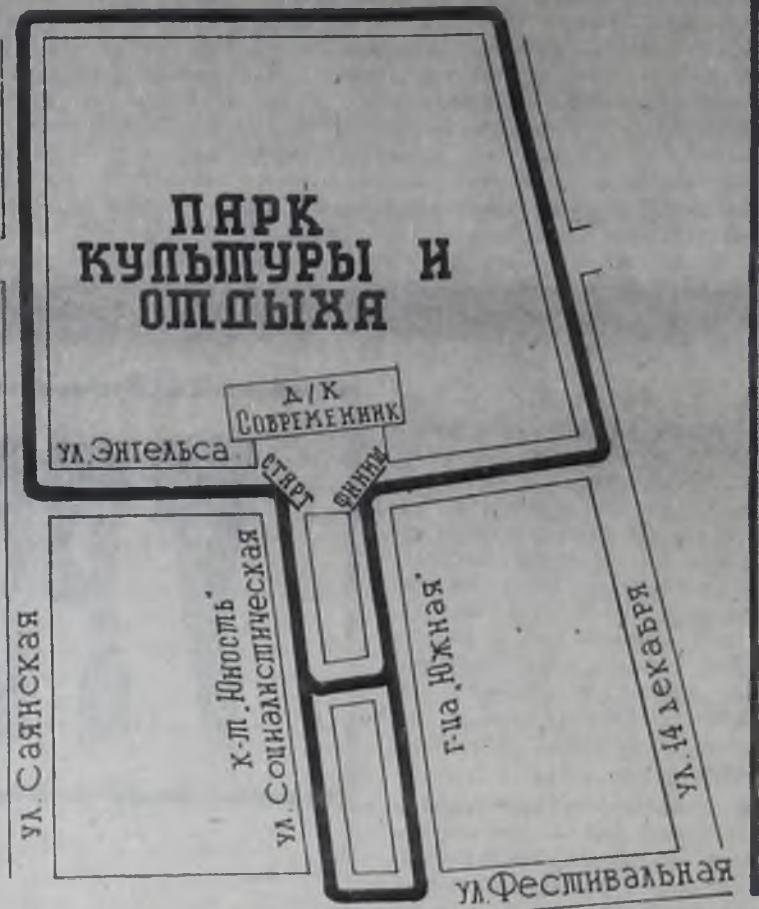 ПАРК
КУЛЬТУРЫ И
ОТДЫХА
Д/К
СОВРЕМЕННИК
УЛ. Энгельса
СТАРТ
ФИНИШ
К-Т „Юность"
УЛ. Социалистическая
Г-ца „Южная"
УЛ. Саянская
УЛ. 14 Декабря
УЛ. Фестивальная